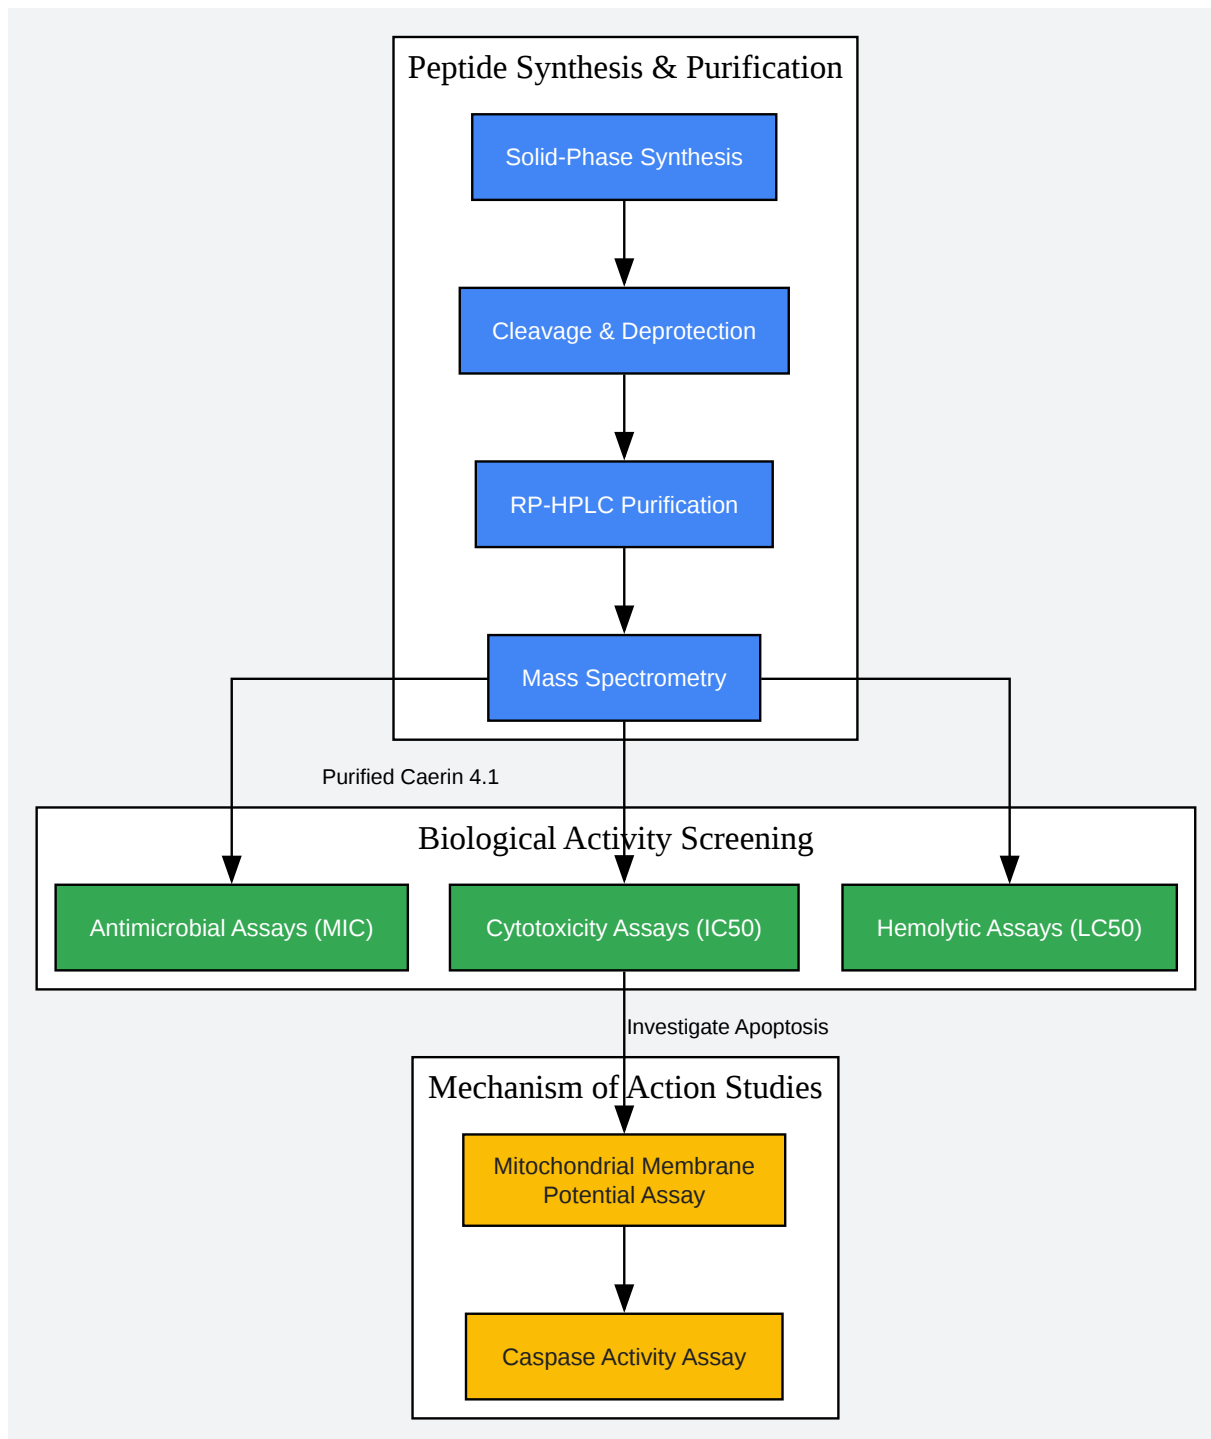 Peptide Synthesis & Purification
Solid-Phase Synthesis
Cleavage & Deprotection
RP-HPLC Purification
Mass Spectrometry
Purified Caerin 4.1
Biological Activity Screening
Antimicrobial Assays (MIC)
Cytotoxicity Assays (IC50)
Hemolytic Assays (LC50)
Investigate Apoptosis
Mechanism of Action Studies
Mitochondrial Membrane
Potential Assay
Caspase Activity Assay